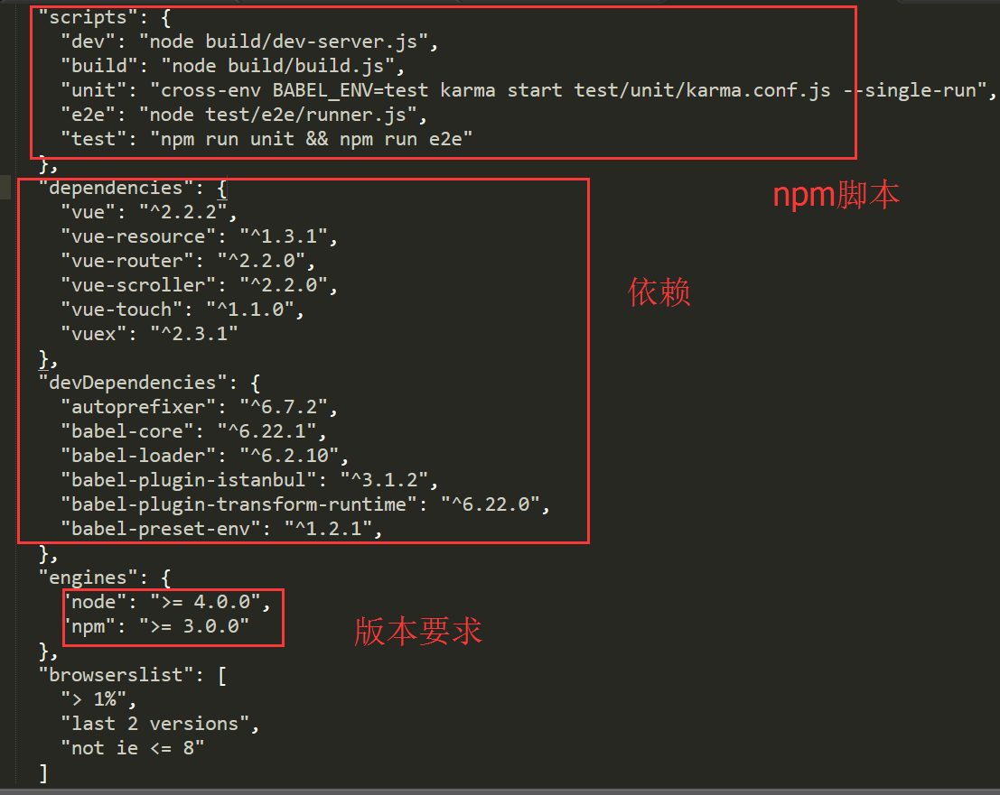 "scripts": {
"dev": "node build/dev-server.js",
"build": "node build/build.js",
"unit": "cross-env BABEL_ENV=test karma start test/unit/karma.conf.js --single-run",
"e2e": "node test/e2e/runner.js",
"test": "npm run unit && npm run e2e"
},
"dependencies": {
npm脚本
"vue": "^2.2.2",
"vue-resource": "^1.3.1",
"vue-router": "^2.2.0",
"vue-scroller": "^2.2.0",
依赖
"vue-touch": "^1.1.0",
"vuex": "^2.3.1"
},
"devDependencies": {
"autoprefixer": "^6.7.2",
"babel-core": "^6.22.1",
"babel-loader": "^6.2.10",
"babel-plugin-istanbul": "^3.1.2",
"babel-plugin-transform-runtime": "^6.22.0",
"babel-preset-env": "^1.2.1",
},
"engines": {
"node": ">= 4.0.0",
"npm": ">= 3.0.0"
版本要求
},
"browserslist": [
"> 1%",
"last 2 versions",
"not ie <= 8"
]